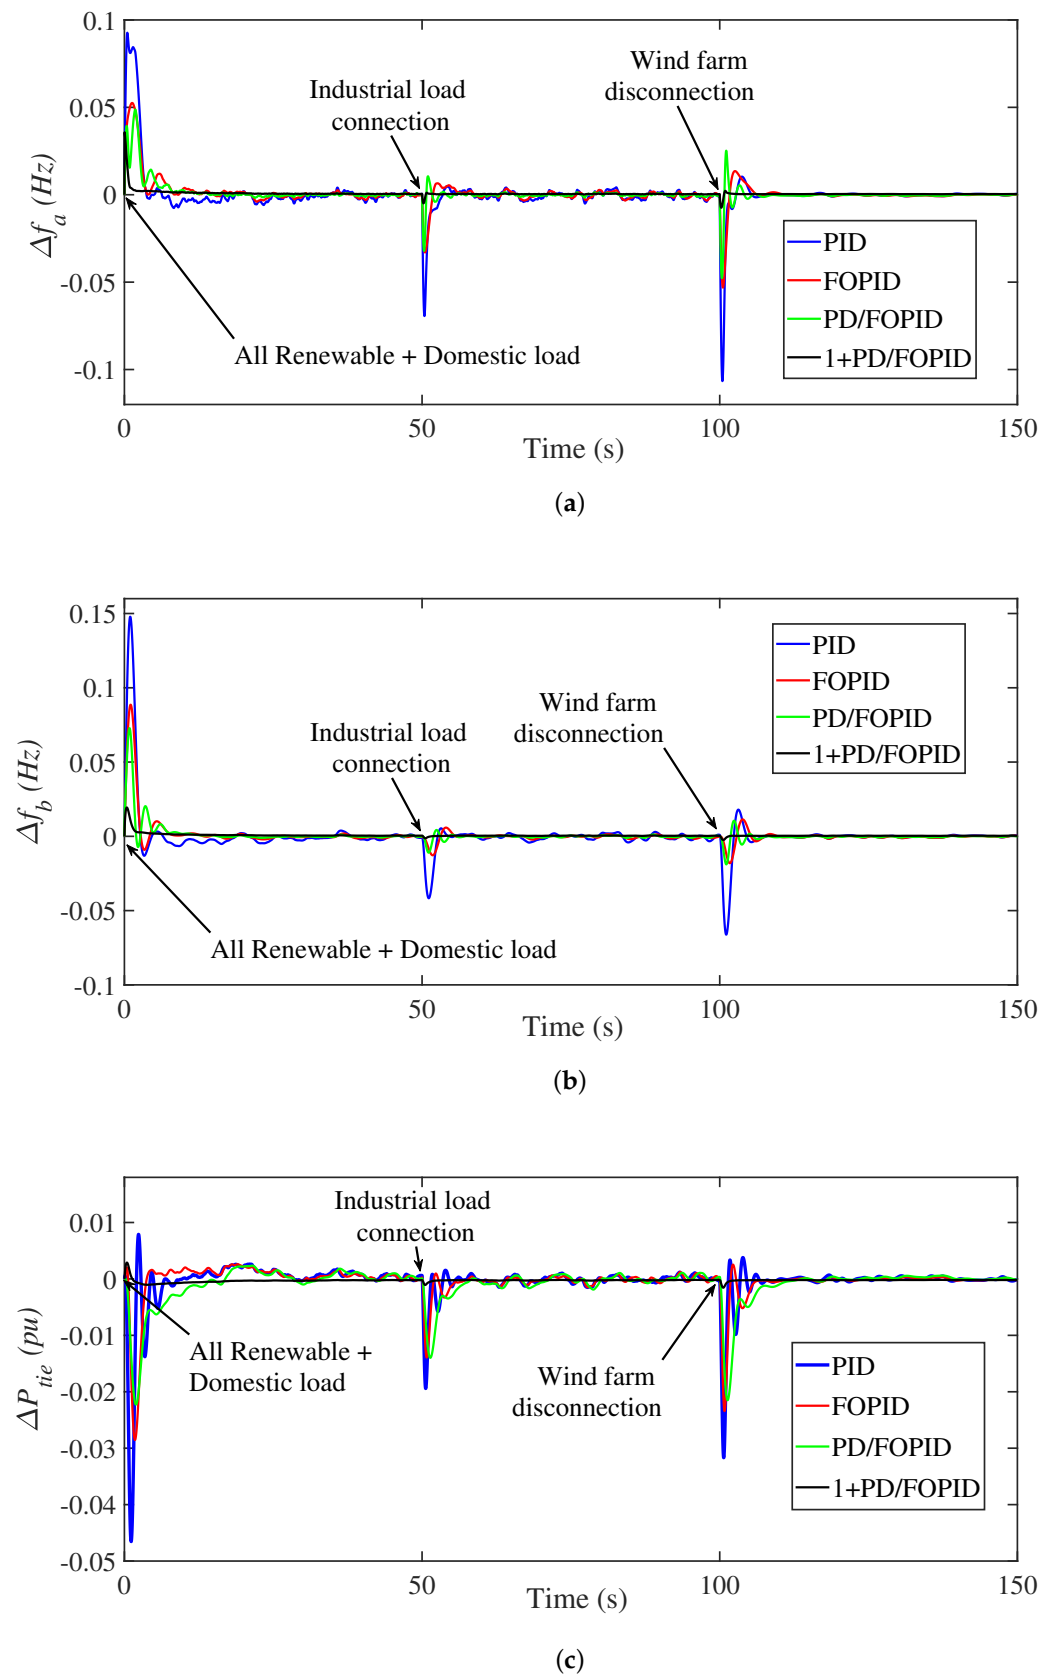 0.1
0.05
0
-0.05
-0.1
Δf_a (Hz)
Industrial load
connection
Wind farm
disconnection
All Renewable + Domestic load
PID
FOPID
PD/FOPID
1+PD/FOPID
0 50 100 150
Time (s)
(a)
0.15
0.1
0.05
0
-0.05
-0.1
Δf_b (Hz)
Industrial load
connection
Wind farm
disconnection
All Renewable + Domestic load
PID
FOPID
PD/FOPID
1+PD/FOPID
0 50 100 150
Time (s)
(b)
0.01
0
-0.01
-0.02
-0.03
-0.04
-0.05
ΔP_tie (pu)
Industrial load
connection
All Renewable +
Domestic load
Wind farm
disconnection
PID
FOPID
PD/FOPID
1+PD/FOPID
0 50 100 150
Time (s)
(c)